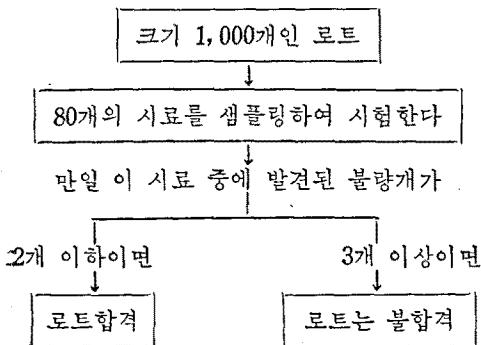 크기 1,000개인 로트
80개의 시료를 샘플링하여 시험한다
만일 이 시료 중에 발견된 불량개가
2개 이하이면
3개 이상이면
로트합격
로트는 불합격